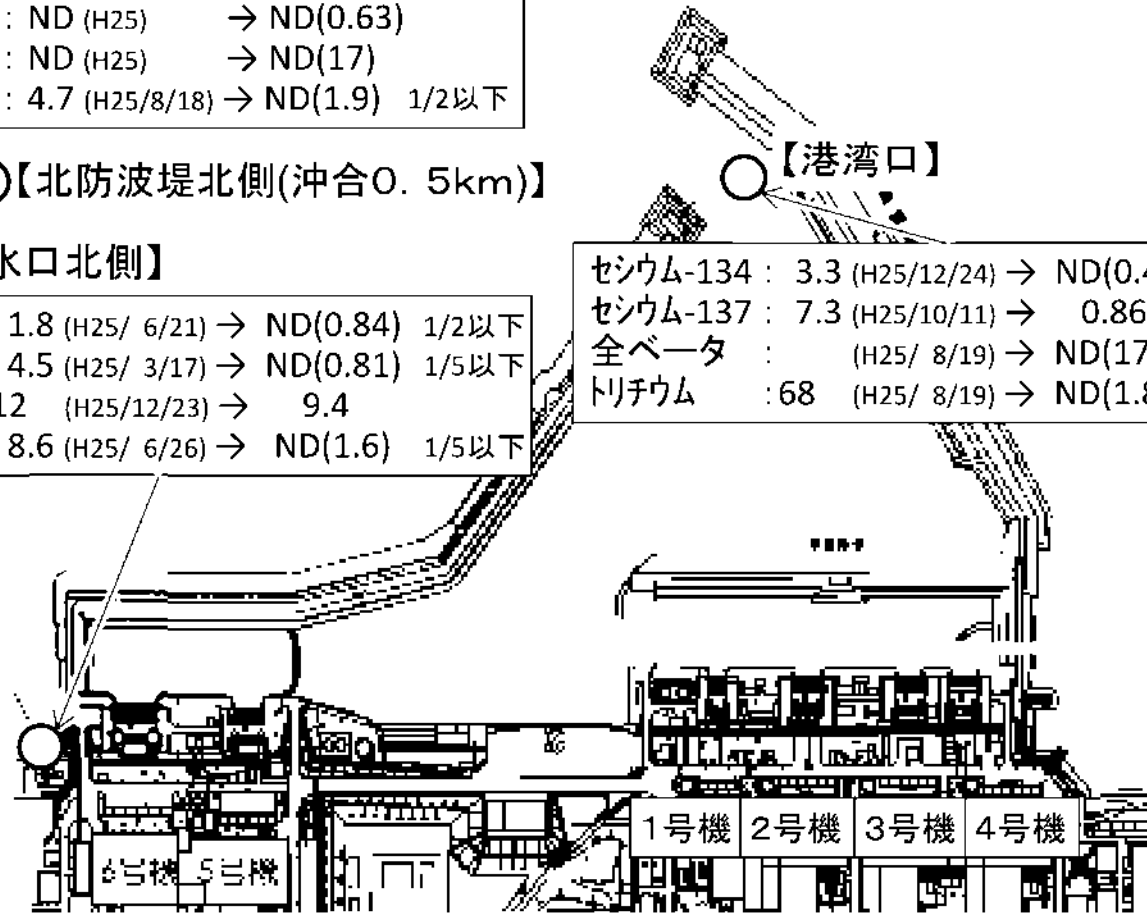 : ND (H25) → ND(0.63)
: ND (H25) → ND(17)
: 4.7 (H25/8/18) → ND(1.9) 1/2以下
【北防波堤北側(沖合0. 5km)】
【港湾口】
水口北側】
セシウム-134 : 3.3 (H25/12/24) → ND(0.4
セシウム-137 : 7.3 (H25/10/11) → 0.86
全ベータ : (H25/ 8/19) → ND(17
トリチウム :68 (H25/ 8/19) → ND(1.8
1.8 (H25/ 6/21) → ND(0.84) 1/2以下
4.5 (H25/ 3/17) → ND(0.81) 1/5以下
12 (H25/12/23) → 9.4
8.6 (H25/ 6/26) → ND(1.6) 1/5以下
1号機 2号機 3号機 4号機
6号機 5号機